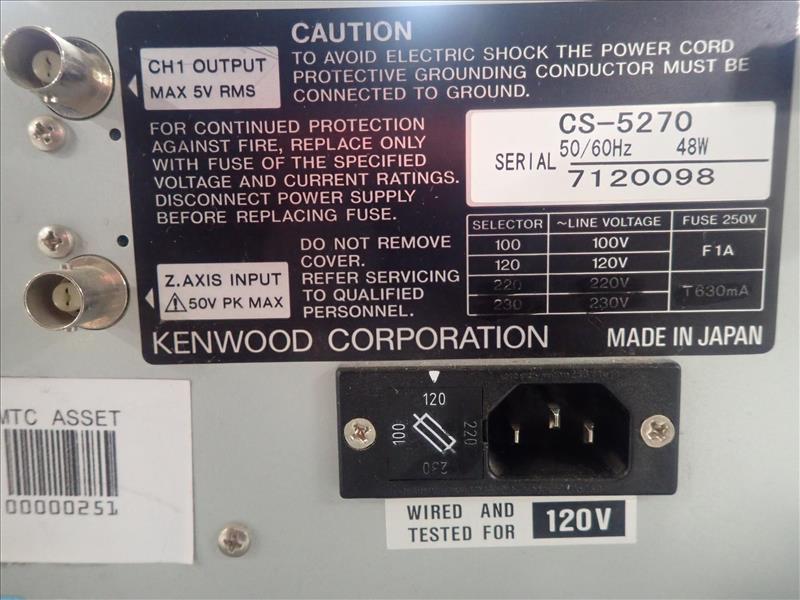 CAUTION
TO AVOID ELECTRIC SHOCK THE POWER CORD
PROTECTIVE GROUNDING CONDUCTOR MUST BE
CONNECTED TO GROUND.
CH1 OUTPUT
MAX 5V RMS
FOR CONTINUED PROTECTION
AGAINST FIRE, REPLACE ONLY
WITH FUSE OF THE SPECIFIED
VOLTAGE AND CURRENT RATINGS.
DISCONNECT POWER SUPPLY
BEFORE REPLACING FUSE.
CS-5270
50/60Hz 48W
SERIAL 7120098
SELECTOR ~LINE VOLTAGE FUSE 250V
100 100V F1A
120 120V
220 220V T630mA
230 230V
DO NOT REMOVE
COVER.
REFER SERVICING
TO QUALIFIED
PERSONNEL.
Z.AXIS INPUT
50V PK MAX
KENWOOD CORPORATION MADE IN JAPAN
120
100
220
230
WIRED AND
TESTED FOR
120V
MTC ASSET
00000251